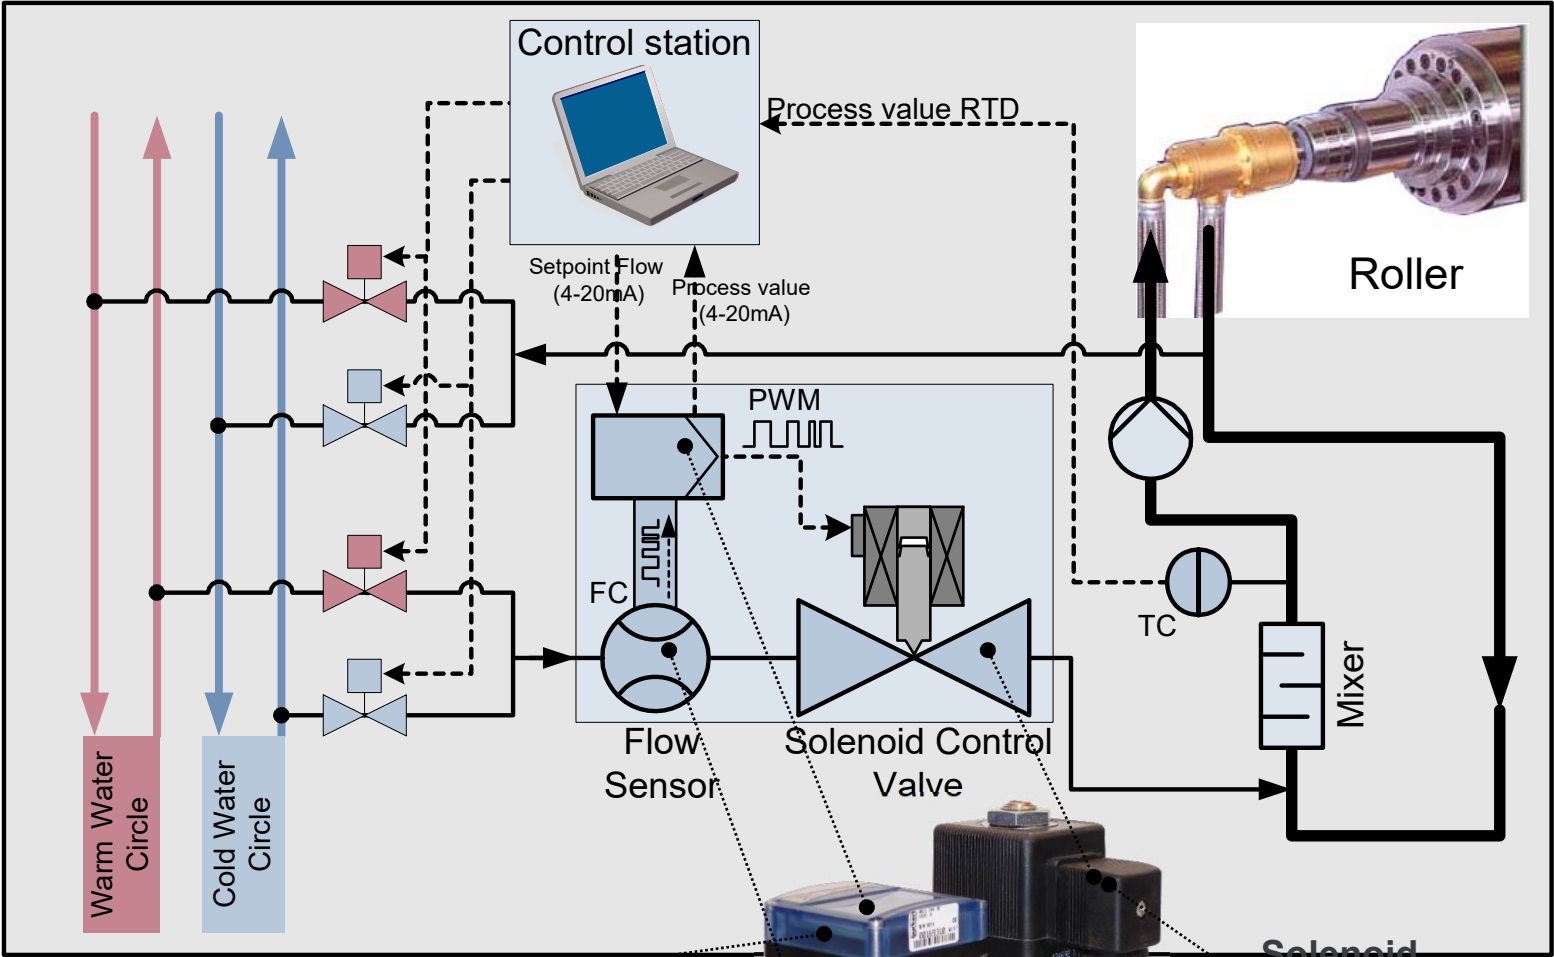 Control station
Process value RTD
Setpoint Flow
(4-20mA)
Process value
(4-20mA)
Roller
PWM
FC
TC
Mixer
Flow
Sensor
Solenoid Control
Valve
Warm Water
Circle
Cold Water
Circle
Solenoid